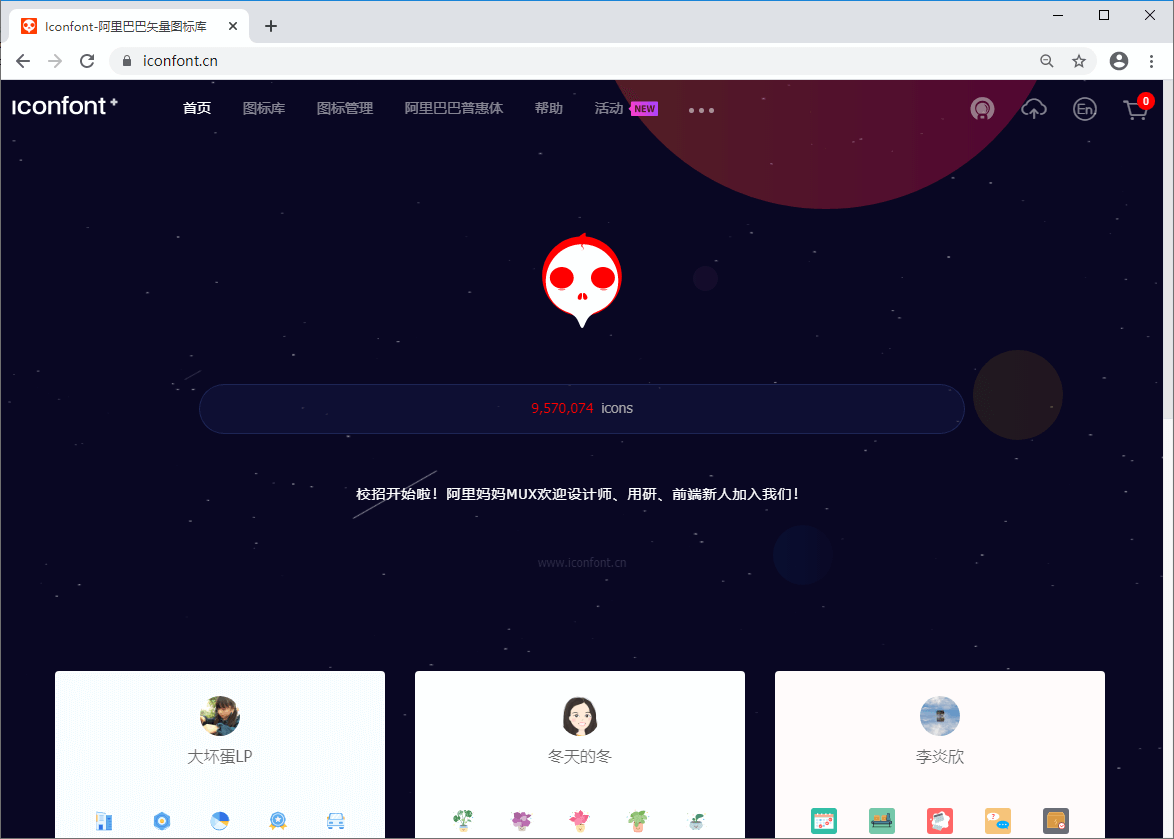 Iconfont-阿里巴巴矢量图标库
iconfont.cn
iconfont+
首页 图标库 图标管理 阿里巴巴普惠体 帮助 活动 NEW
En
0
9,570,074 icons
校招开始啦！阿里妈妈MUX欢迎设计师、用研、前端新人加入我们！
www.iconfont.cn
大坏蛋LP 冬天的冬 李炎欣